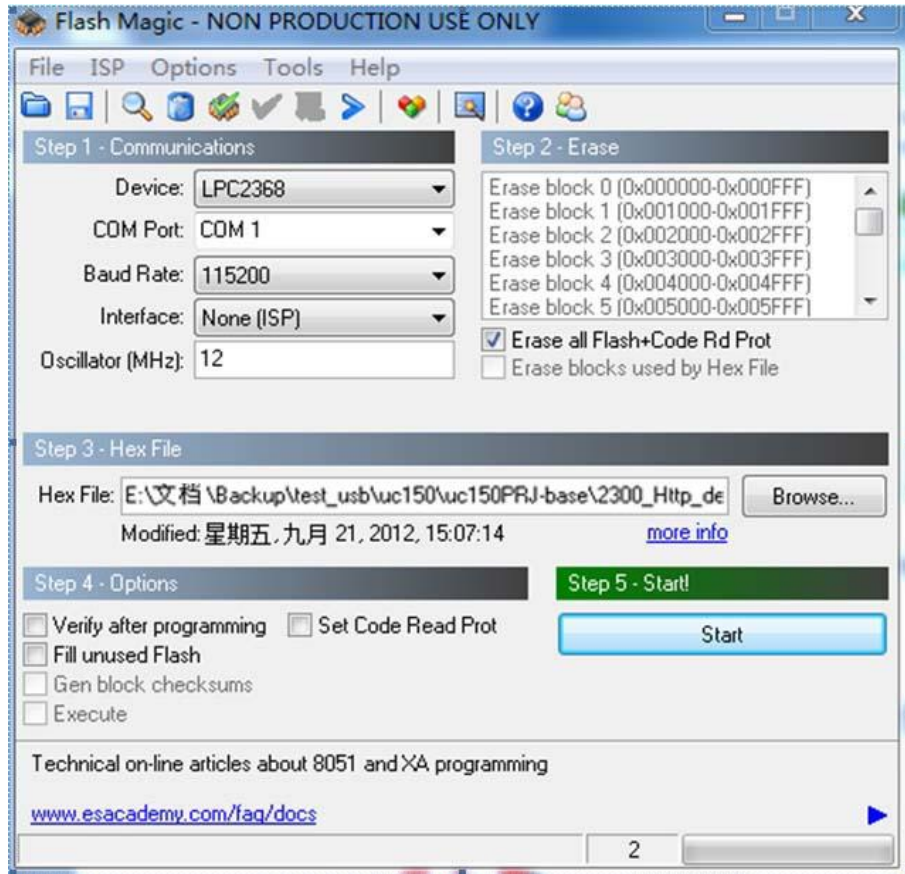 Flash Magic - NON PRODUCTION USE ONLY
File ISP Options Tools Help
Step 1 - Communications
Device: LPC2368
COM Port: COM 1
Baud Rate: 115200
Interface: None (ISP)
Oscillator (MHz): 12
Step 2 - Erase
Erase block 0 (0x000000-0x000FFF)
Erase block 1 (0x001000-0x001FFF)
Erase block 2 (0x002000-0x002FFF)
Erase block 3 (0x003000-0x003FFF)
Erase block 4 (0x004000-0x004FFF)
Erase block 5 (0x005000-0x005FFF)
Erase all Flash+Code Rd Prot
Erase blocks used by Hex File
Step 3 - Hex File
Hex File: E:\文档\Backup\test_usb\uc150\uc150PRJ-base\2300_Http_de Browse...
Modified: 星期五, 九月 21, 2012, 15:07:14 more info
Step 4 - Options
Verify after programming Set Code Read Prot
Fill unused Flash
Gen block checksums
Execute
Step 5 - Start!
Start
Technical on-line articles about 8051 and XA programming
www.esacademy.com/faq/docs
2